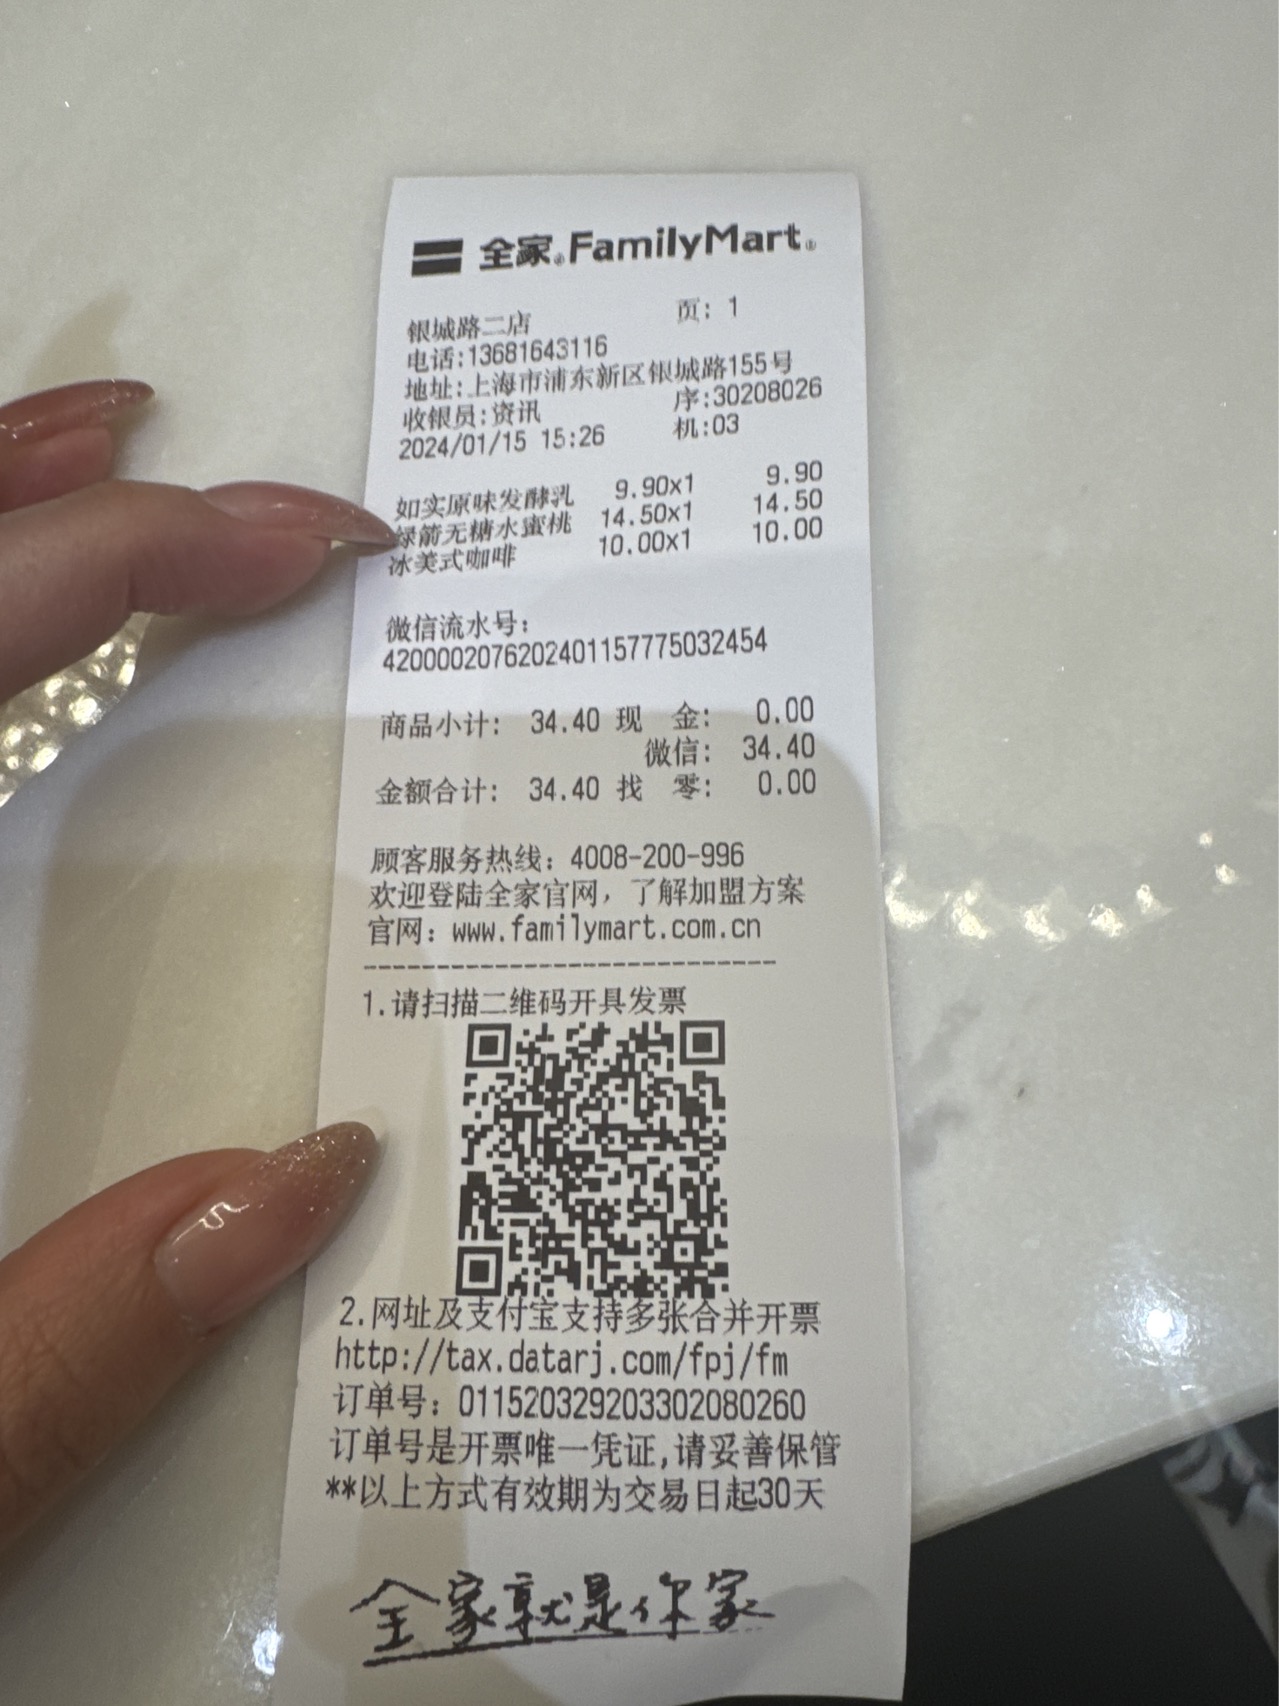 全家 FamilyMart
页: 1
银城路二店
电话:13681643116
地址:上海市浦东新区银城路155号
收银员:资讯 序:30208026
2024/01/15 15:26 机:03
如实原味发酵乳 9.90x1 9.90
绿箭无糖水蜜桃 14.50x1 14.50
冰美式咖啡 10.00x1 10.00
微信流水号:
4200002076202401157775032454
商品小计: 34.40 现 金: 0.00
微信: 34.40
金额合计: 34.40 找 零: 0.00
顾客服务热线: 4008-200-996
欢迎登陆全家官网, 了解加盟方案
官网: www.familymart.com.cn
----------------------------
1.请扫描二维码开具发票
2.网址及支付宝支持多张合并开票
http://tax.datarj.com/fpj/fm
订单号: 011520329203302080260
订单号是开票唯一凭证,请妥善保管
**以上方式有效期为交易日起30天
全家就是你家